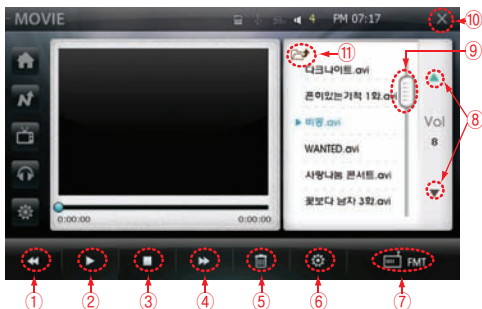 MOVIE
4 PM 07:17
⑩
⑨
⑪
다크나이트.avi
흔히있는기적 1화.avi
미몽.avi
WANTED.avi
사랑나눔 콘서트.avi
꽃보다 남자 3화.avi
Vol
8
⑧
0:00:00 0:00:00
FMT
① ② ③ ④ ⑤ ⑥ ⑦